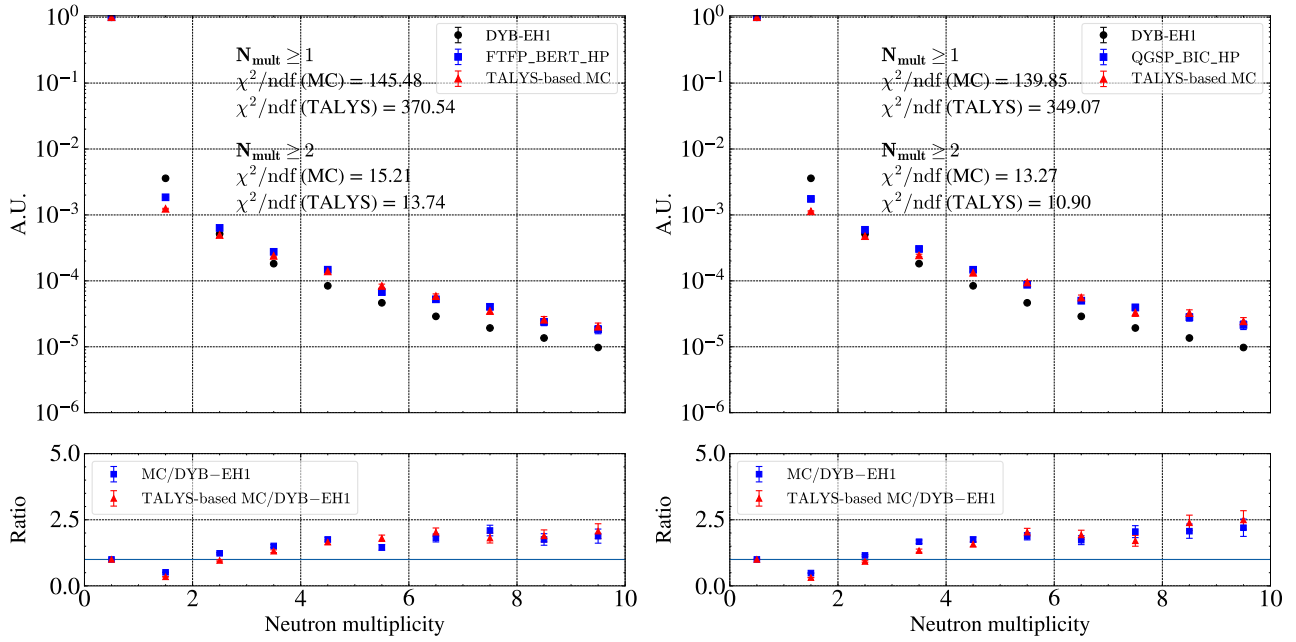 10⁰
10⁻¹
10⁻²
10⁻³
10⁻⁴
10⁻⁵
10⁻⁶
A.U.
DYB-EH1
FTFP_BERT_HP
TALYS-based MC
N_mult ≥ 1
χ²/ndf (MC) = 145.48
χ²/ndf (TALYS) = 370.54
N_mult ≥ 2
χ²/ndf (MC) = 15.21
χ²/ndf (TALYS) = 13.74
5.0
2.5
0.0
Ratio
MC/DYB−EH1
TALYS-based MC/DYB−EH1
0 2 4 6 8 10
Neutron multiplicity
10⁰
10⁻¹
10⁻²
10⁻³
10⁻⁴
10⁻⁵
10⁻⁶
A.U.
DYB-EH1
QGSP_BIC_HP
TALYS-based MC
N_mult ≥ 1
χ²/ndf (MC) = 139.85
χ²/ndf (TALYS) = 349.07
N_mult ≥ 2
χ²/ndf (MC) = 13.27
χ²/ndf (TALYS) = 10.90
5.0
2.5
0.0
Ratio
MC/DYB−EH1
TALYS-based MC/DYB−EH1
0 2 4 6 8 10
Neutron multiplicity